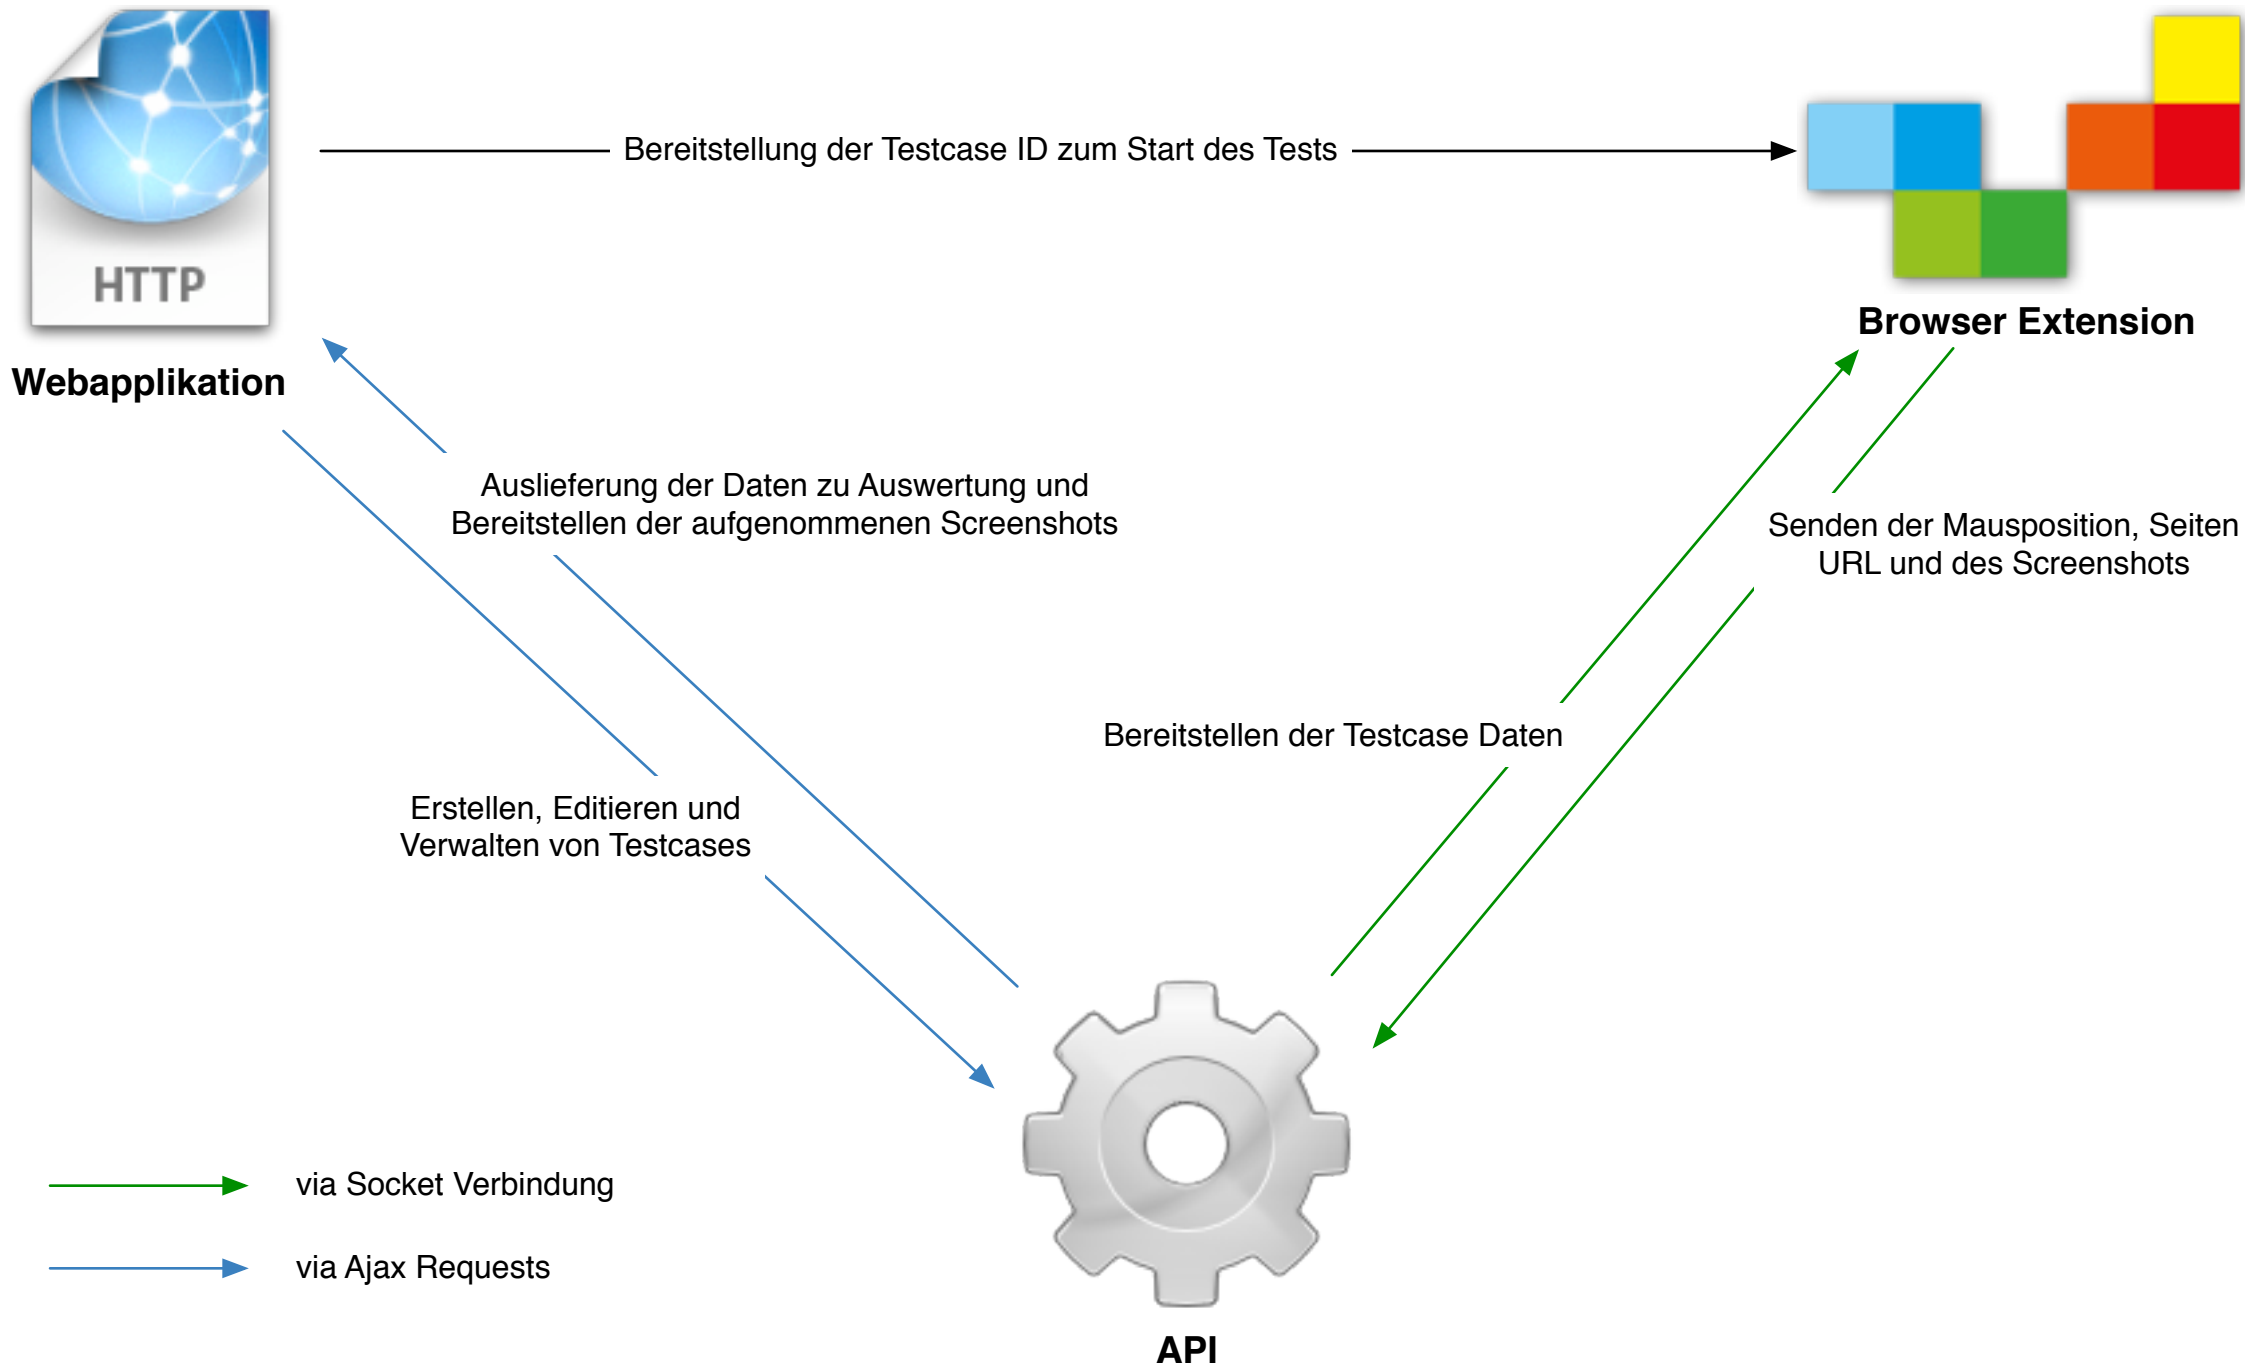 HTTP
Webapplikation
Bereitstellung der Testcase ID zum Start des Tests
Browser Extension
Auslieferung der Daten zu Auswertung und
Bereitstellen der aufgenommenen Screenshots
Senden der Mausposition, Seiten
URL und des Screenshots
Bereitstellen der Testcase Daten
Erstellen, Editieren und
Verwalten von Testcases
via Socket Verbindung
via Ajax Requests
API